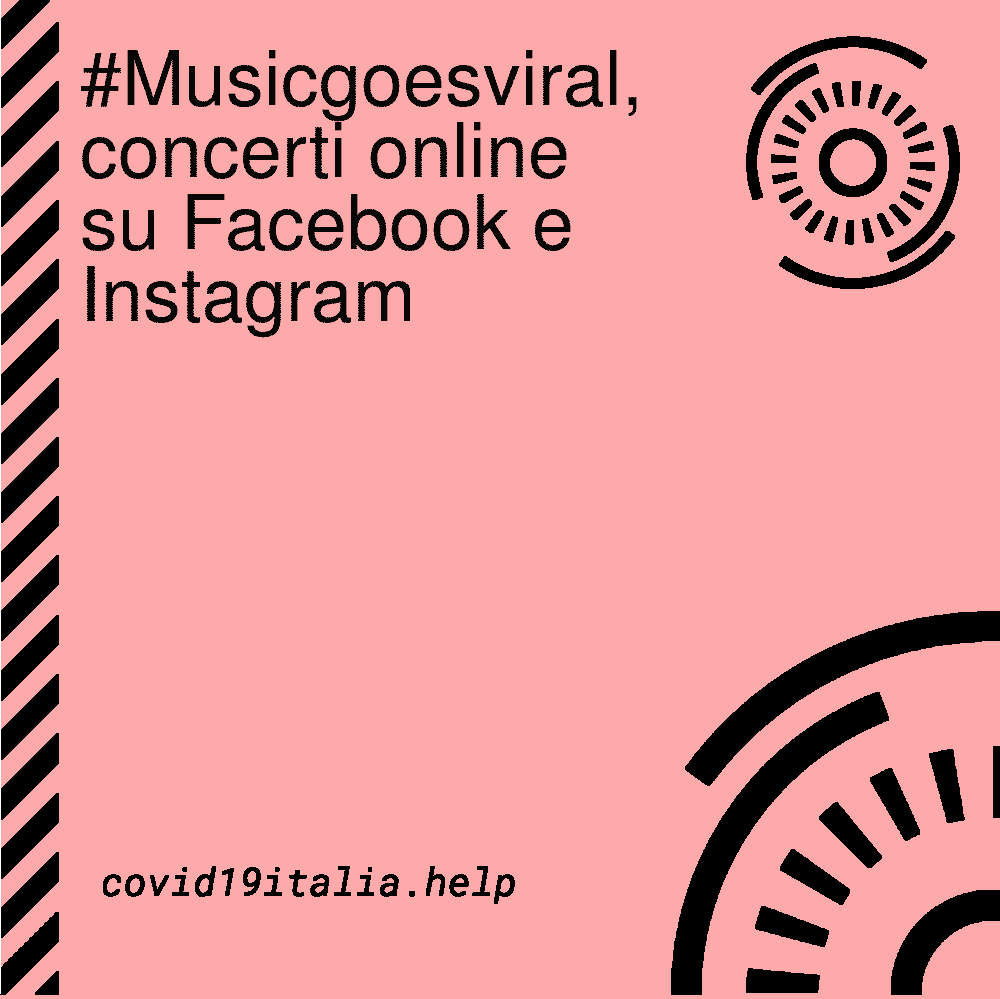 #Musicgoesviral,
concerti online
su Facebook e
Instagram
covid19italia.help